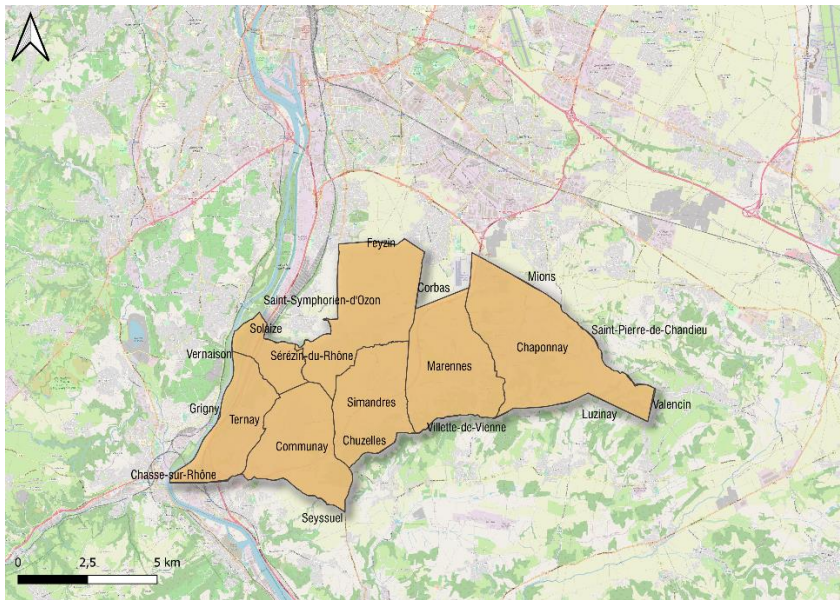 Feyzin
Mions
Corbas
Saint-Symphorien-d'Ozon
Solaize
Saint-Pierre-de-Chandieu
Chaponnay
Vernaison
Sérézin-du-Rhône
Marennes
Simandres
Valencin
Grigny
Ternay
Luzinay
Villette-de-Vienne
Communay
Chuzelles
Chasse-sur-Rhône
Seyssuel
0 2,5 5 km